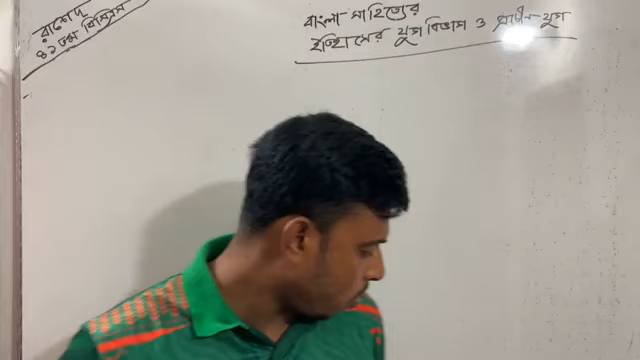 রাশেদ
৪১তম বিসিএস
বাংলা সাহিত্যের
ইতিহাসের যুগ বিভাগ ও প্রাচীন যুগ